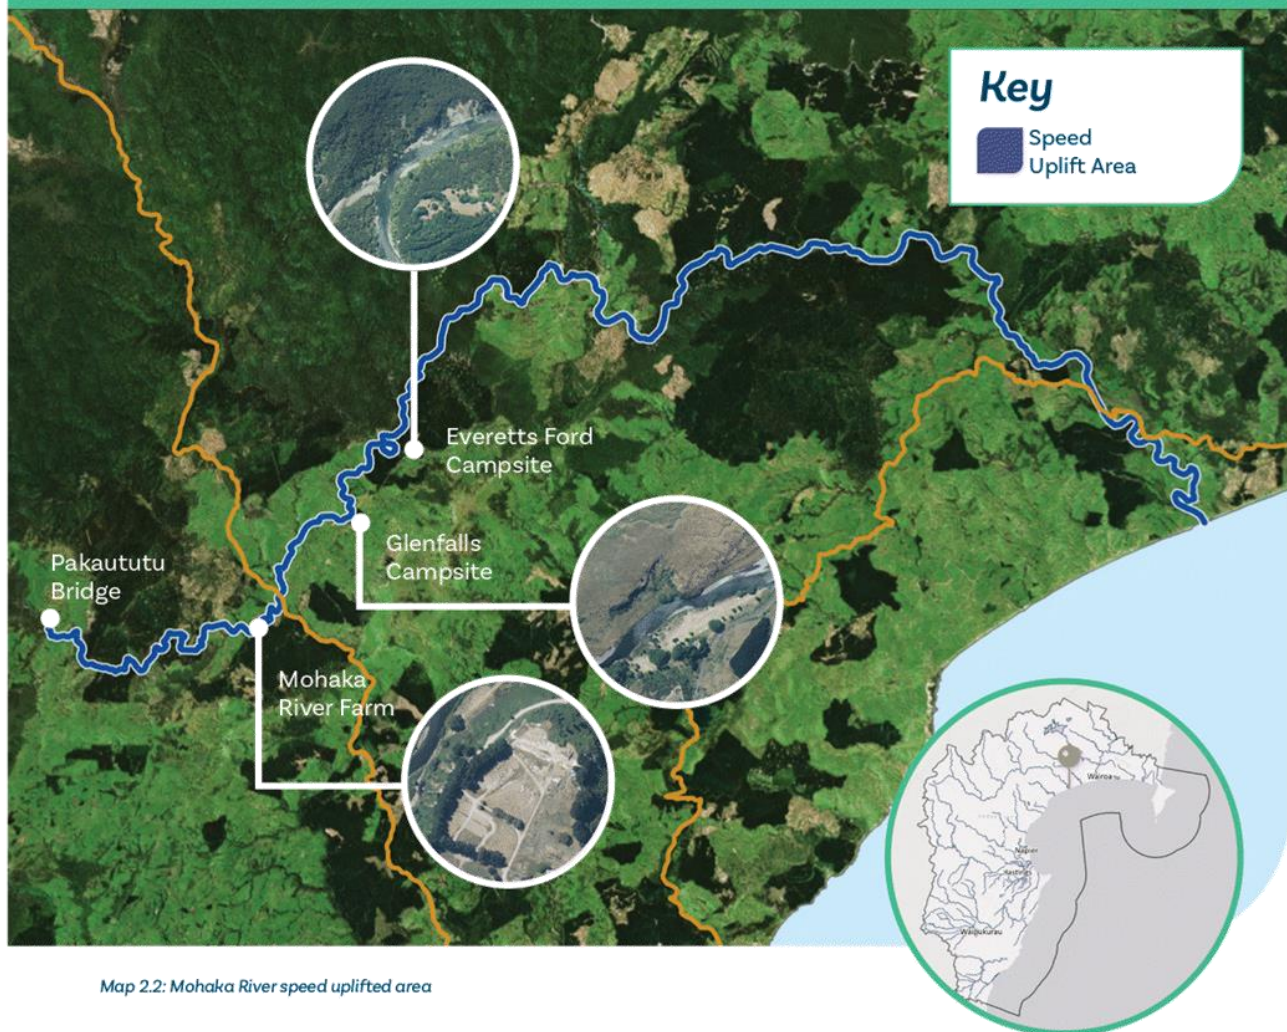 Key
Speed
Uplift Area
Everetts Ford
Campsite
Glenfalls
Campsite
Pakaututu
Bridge
Mohaka
River Farm
Wairoa
Napier
Hastings
Waipukurau
Map 2.2: Mohaka River speed uplifted area